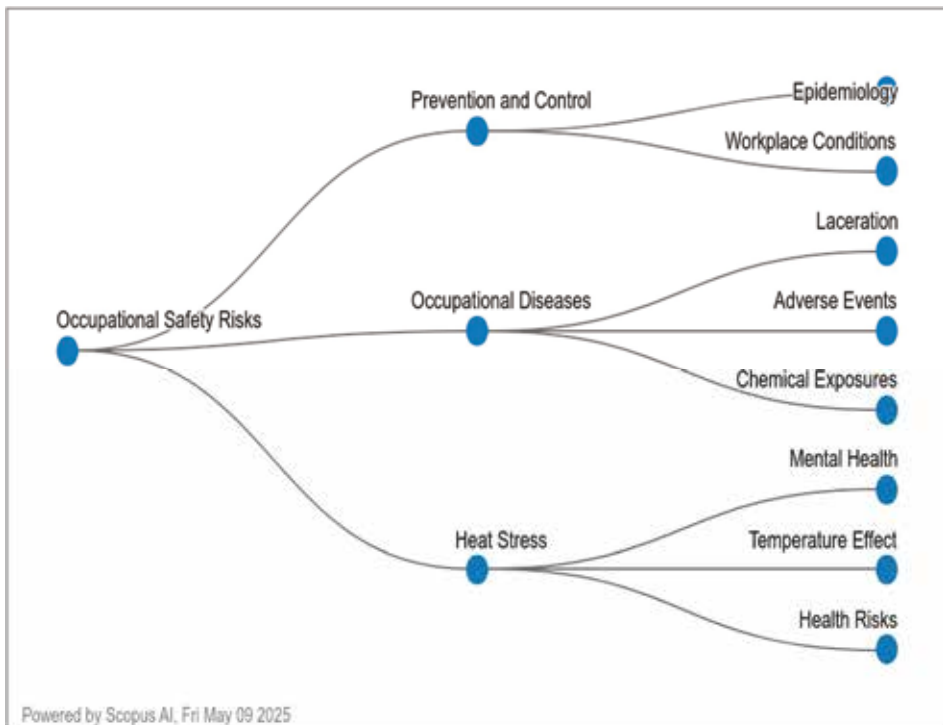 Epidemiology
Prevention and Control
Workplace Conditions
Laceration
Occupational Diseases
Adverse Events
Occupational Safety Risks
Chemical Exposures
Mental Health
Heat Stress
Temperature Effect
Health Risks
Powered by Scopus AI, Fri May 09 2025